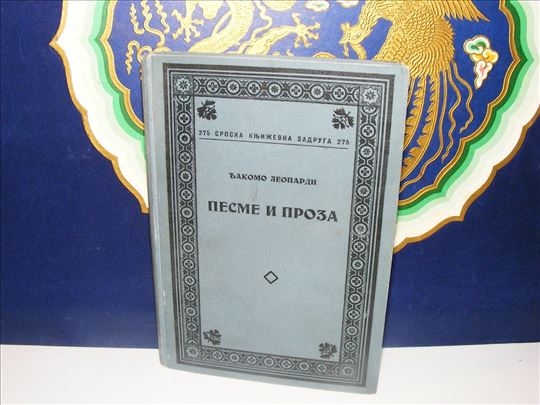 275 СРПСКА КЊИЖЕВНА ЗАДРУГА 275
ЂАКОМО ЛЕОПАРДИ
ПЕСМЕ И ПРОЗА